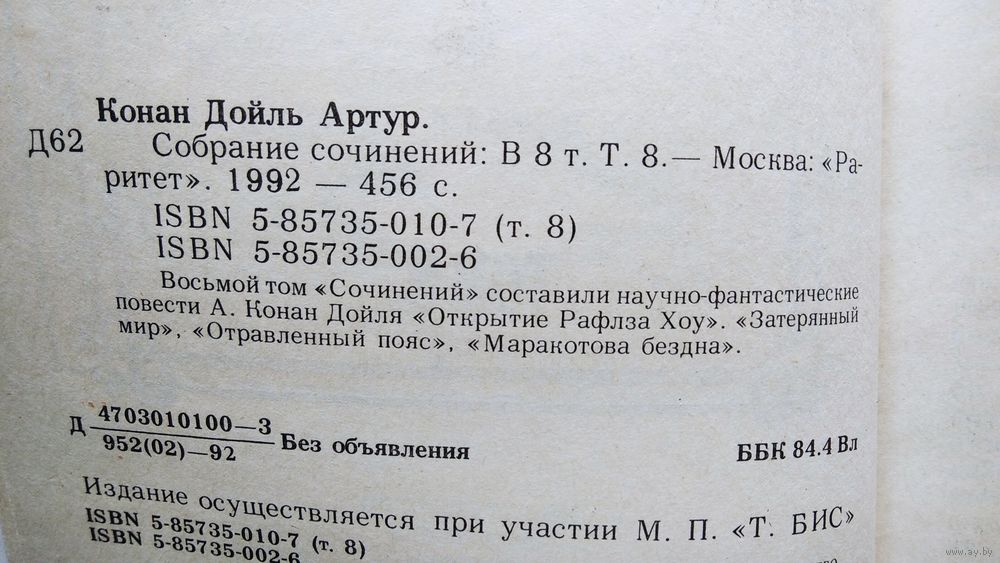 Конан Дойль Артур.
Д62
Собрание сочинений: В 8 т. Т. 8.— Москва: «Ра-
ритет». 1992 — 456 с.
ISBN 5-85735-010-7 (т. 8)
ISBN 5-85735-002-6
Восьмой том «Сочинений» составили научно-фантастические
повести А. Конан Дойля «Открытие Рафлза Хоу». «Затерянный
мир», «Отравленный пояс», «Маракотова бездна».
Д 4703010100—3
952(02)—92
Без объявления
ББК 84.4 Вл
Издание осуществляется при участии М. П. «Т. БИС»
ISBN 5-85735-010-7 (т. 8)
ISBN 5-85735-002-6
www.ay.by